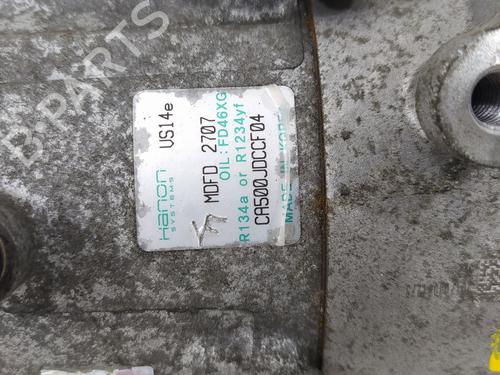 B-PARTS
Hanon
SYSTEMS
VS14e
MDFD 2707
OIL:FD46XG
R134a or R1234yf
CA500JDCCF04
MADE IN KOREA